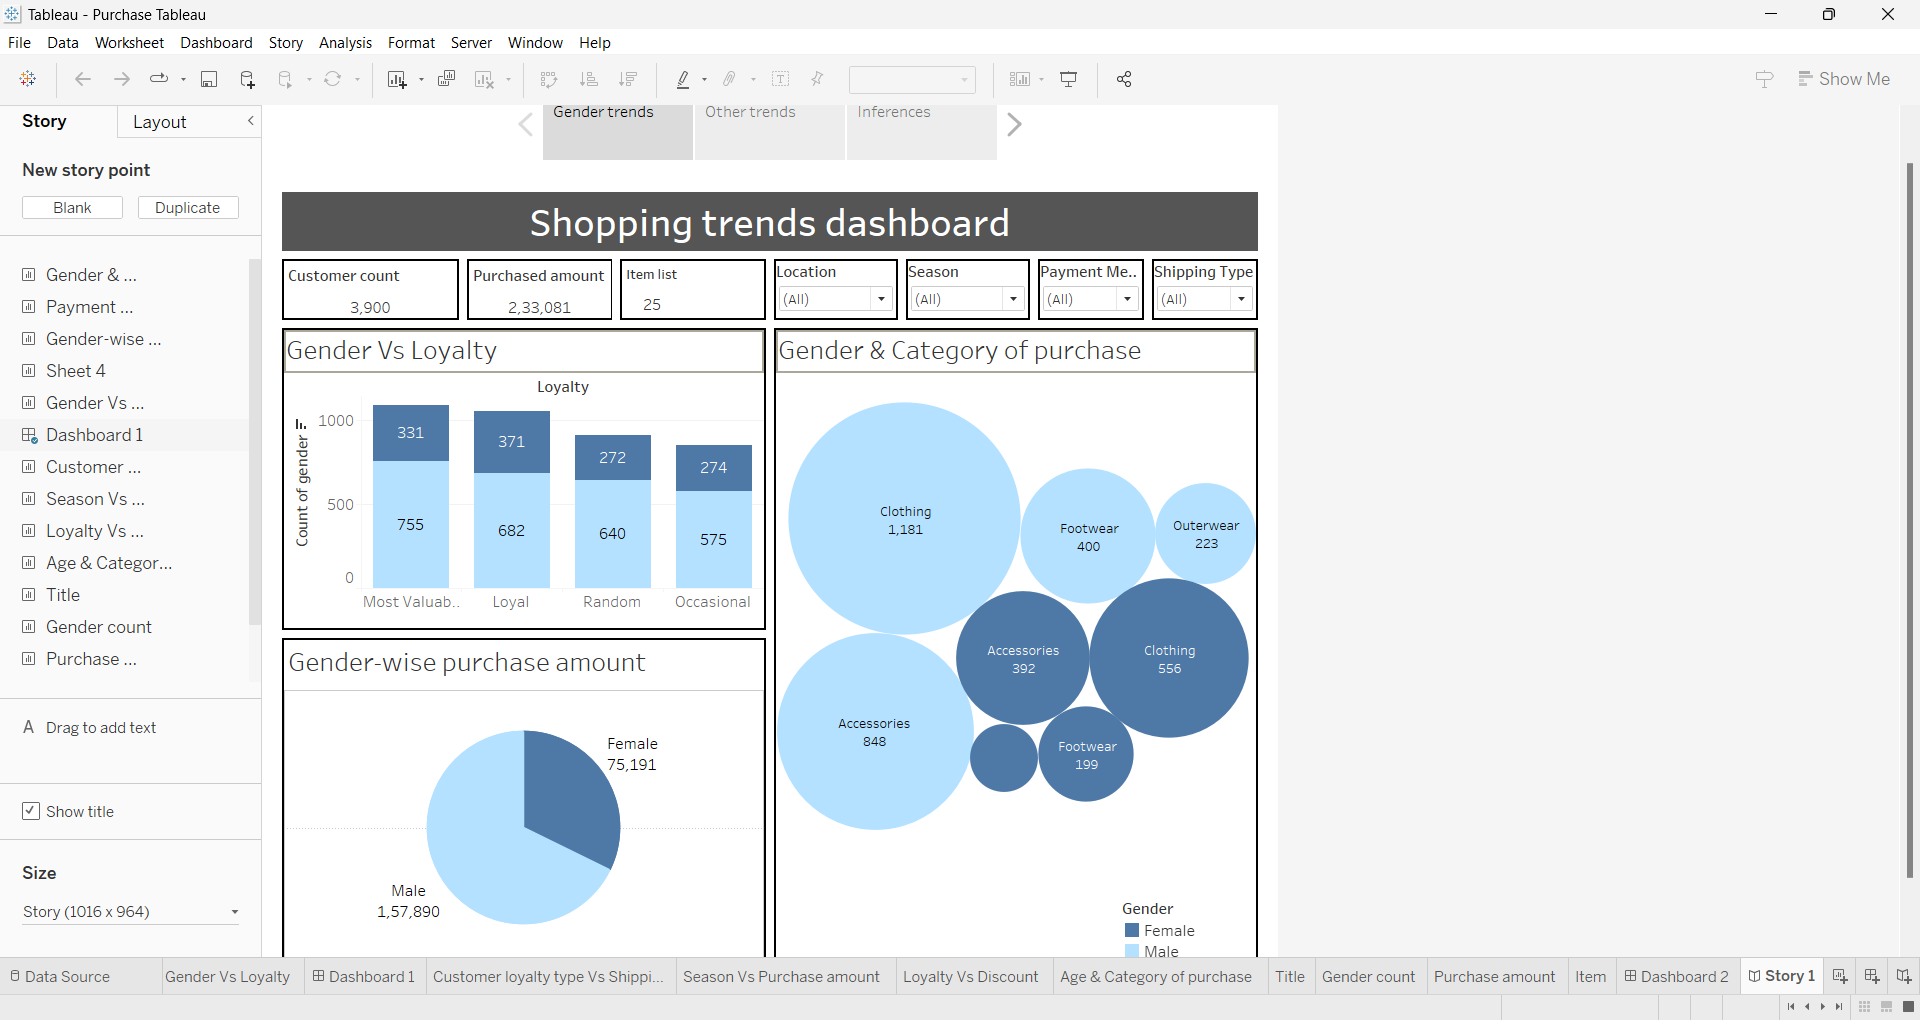 Tableau - Purchase Tableau
File Data Worksheet Dashboard Story Analysis Format Server Window Help
Show Me
Story
Layout
New story point
Blank
Duplicate
Gender & ...
Payment ...
Gender-wise ...
Sheet 4
Gender Vs ...
Dashboard 1
Customer ...
Season Vs ...
Loyalty Vs ...
Age & Categor...
Title
Gender count
Purchase ...
A Drag to add text
Show title
Size
Story (1016 x 964)
Gender trends
Other trends
Inferences
Shopping trends dashboard
Customer count
3,900
Purchased amount
2,33,081
Item list
25
Location
(All)
Season
(All)
Payment Me..
(All)
Shipping Type
(All)
Gender Vs Loyalty
Loyalty
Count of gender
1000
500
0
331
371
272
274
755
682
640
575
Most Valuab..
Loyal
Random
Occasional
Gender-wise purchase amount
Female
75,191
Male
1,57,890
Gender & Category of purchase
Clothing
1,181
Footwear
400
Outerwear
223
Accessories
392
Clothing
556
Accessories
848
Footwear
199
Gender
Female
Male
Data Source
Gender Vs Loyalty
Dashboard 1
Customer loyalty type Vs Shippi...
Season Vs Purchase amount
Loyalty Vs Discount
Age & Category of purchase
Title
Gender count
Purchase amount
Item
Dashboard 2
Story 1